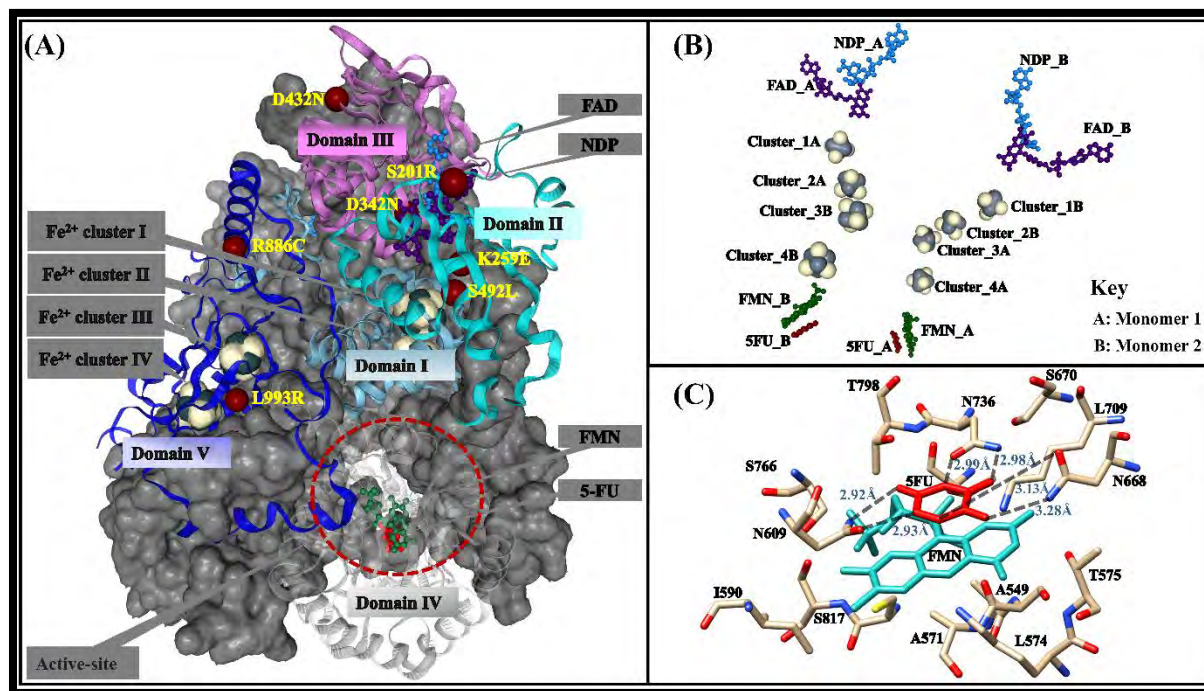 (A)
D432N
Domain III
FAD
NDP
S201R
D342N
Domain II
Fe²⁺ cluster I
R886C
K259E
Fe²⁺ cluster II
S492L
Fe²⁺ cluster III
Fe²⁺ cluster IV
Domain I
L993R
Domain V
FMN
5-FU
Domain IV
Active-site
(B)
NDP_A
FAD_A
NDP_B
FAD_B
Cluster_1A
Cluster_2A
Cluster_3B
Cluster_1B
Cluster_2B
Cluster_3A
Cluster_4B
Cluster_4A
FMN_B
5FU_B
5FU_A
FMN_A
Key
A: Monomer 1
B: Monomer 2
(C)
T798
N736
S670
L709
S766
5FU
2.99Å
2.98Å
N668
2.92Å
3.13Å
3.28Å
N609
2.93Å
FMN
T575
I590
S817
A549
A571
L574